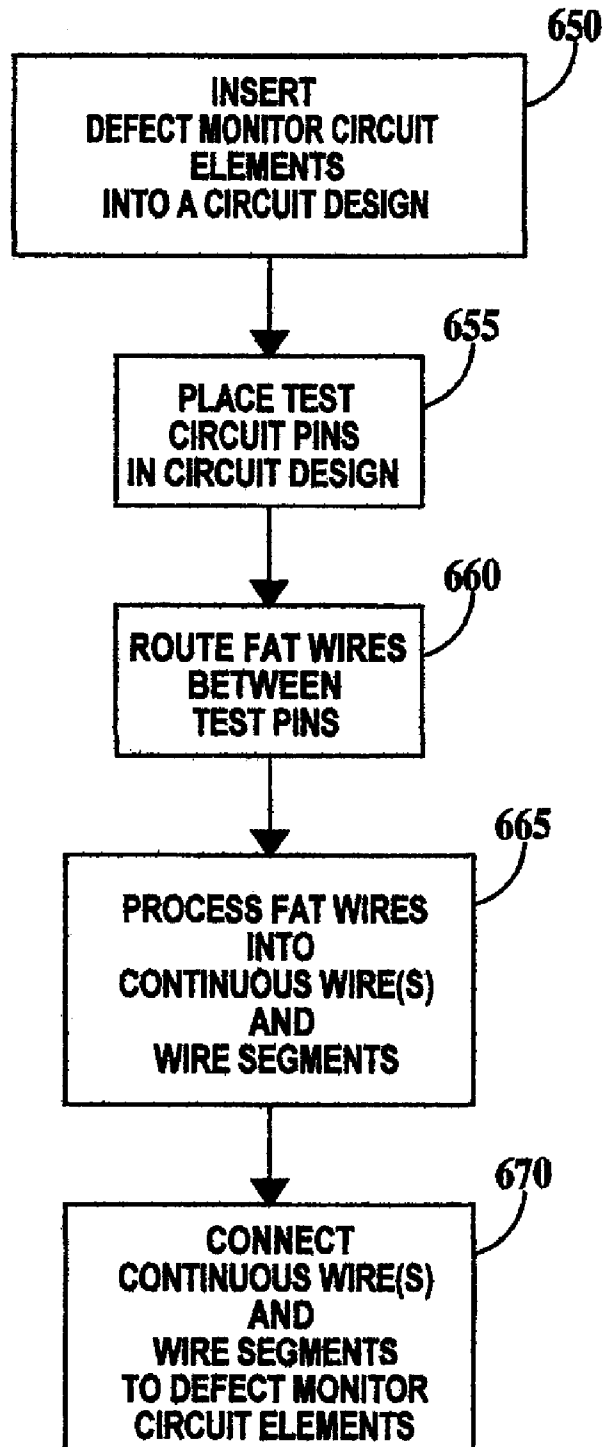 650
INSERT
DEFECT MONITOR CIRCUIT
ELEMENTS
INTO A CIRCUIT DESIGN
655
PLACE TEST
CIRCUIT PINS
IN CIRCUIT DESIGN
660
ROUTE FAT WIRES
BETWEEN
TEST PINS
665
PROCESS FAT WIRES
INTO
CONTINUOUS WIRE(S)
AND
WIRE SEGMENTS
670
CONNECT
CONTINUOUS WIRE(S)
AND
WIRE SEGMENTS
TO DEFECT MONITOR
CIRCUIT ELEMENTS